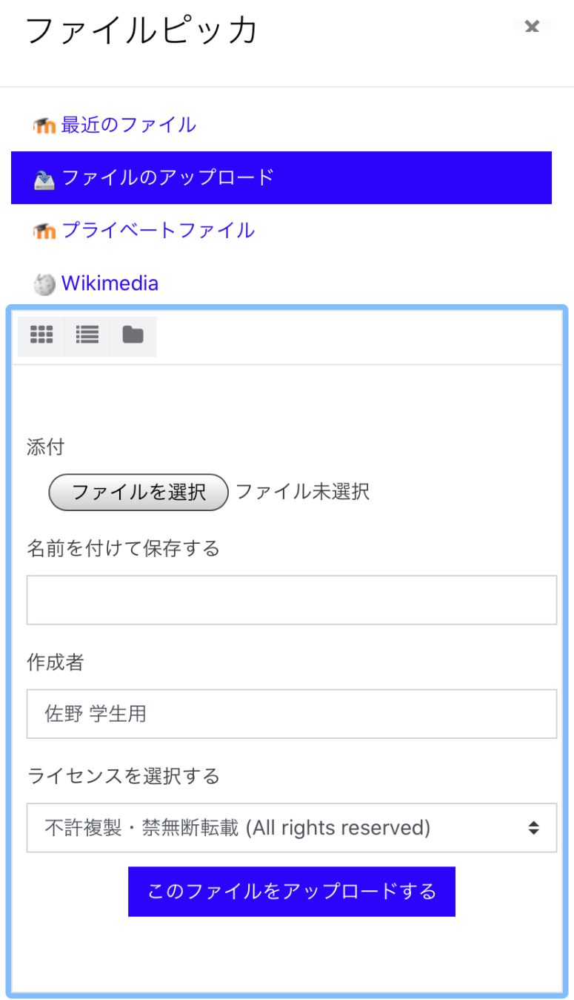 ファイルピッカ
最近のファイル
ファイルのアップロード
プライベートファイル
Wikimedia
添付
ファイルを選択 ファイル未選択
名前を付けて保存する
作成者
佐野 学生用
ライセンスを選択する
不許複製・禁無断転載 (All rights reserved)
このファイルをアップロードする